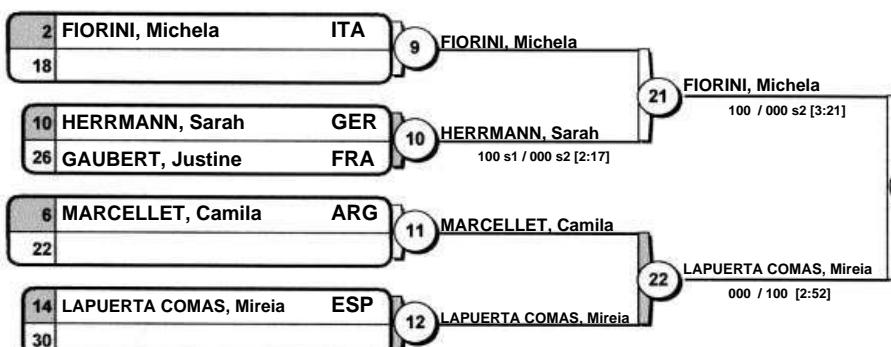 2 FIORINI, Michela ITA
18
9
FIORINI, Michela
10 HERRMANN, Sarah GER
26 GAUBERT, Justine FRA
10
HERRMANN, Sarah
100 s1 / 000 s2 [2:17]
21
FIORINI, Michela
100 / 000 s2 [3:21]
6 MARCELLET, Camila ARG
22
11
MARCELLET, Camila
14 LAPUERTA COMAS, Mireia ESP
30
12
LAPUERTA COMAS, Mireia
22
LAPUERTA COMAS, Mireia
000 / 100 [2:52]